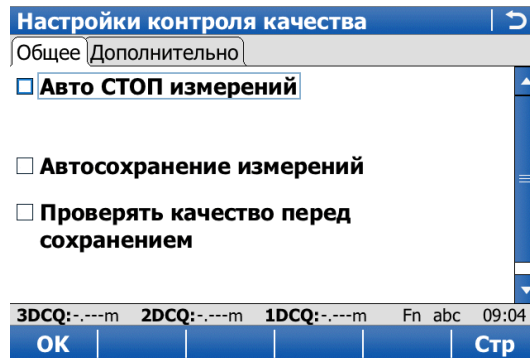 Настройки контроля качества
Общее Дополнительно
Авто СТОП измерений
Автосохранение измерений
Проверять качество перед
сохранением
3DCQ:-.---m 2DCQ:-.---m 1DCQ:-.---m Fn abc 09:04
OK Стр